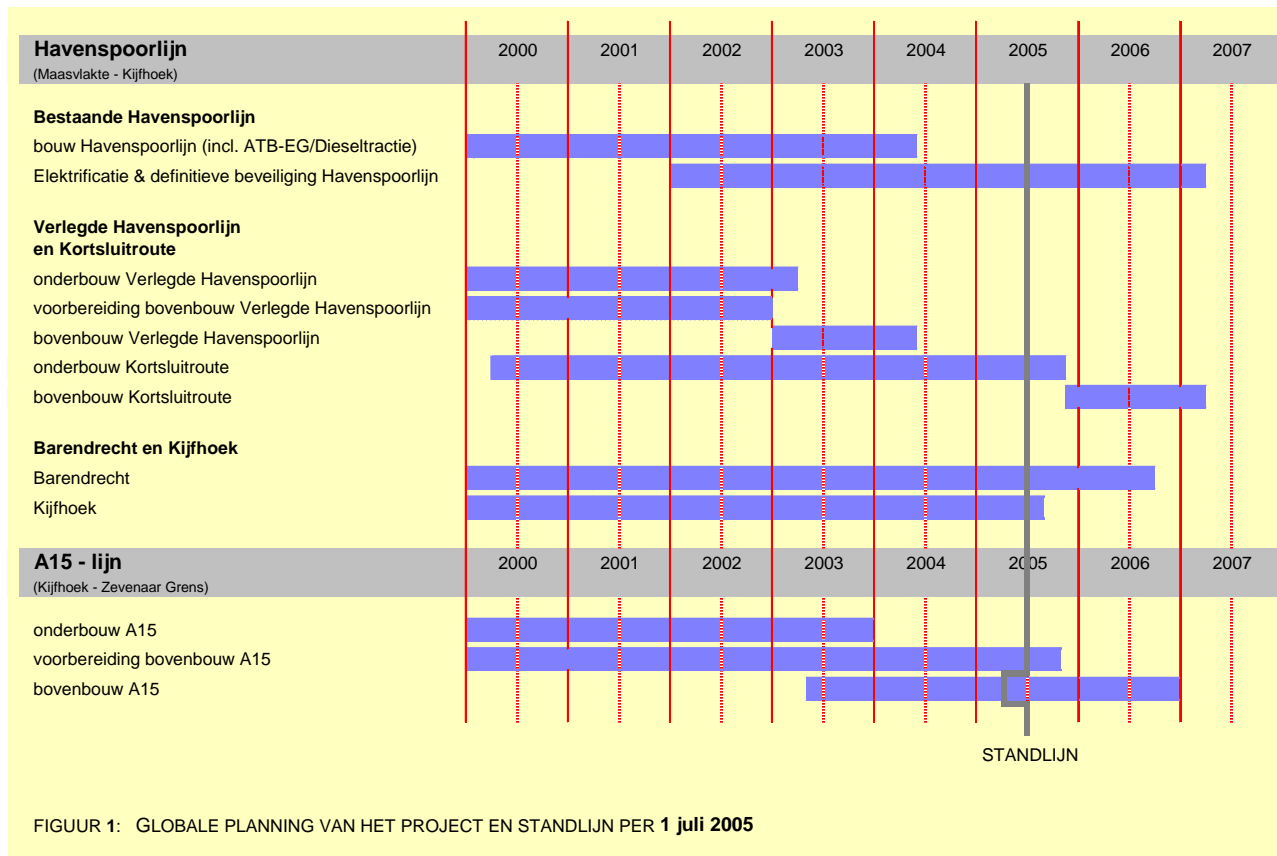 Havenspoorlijn 2000 2001 2002 2003 2004 2005 2006 2007
(Maasvlakte - Kijfhoek)
Bestaande Havenspoorlijn
bouw Havenspoorlijn (incl. ATB-EG/Dieseltractie)
Elektrificatie & definitieve beveiliging Havenspoorlijn
Verlegde Havenspoorlijn
en Kortsluitroute
onderbouw Verlegde Havenspoorlijn
voorbereiding bovenbouw Verlegde Havenspoorlijn
bovenbouw Verlegde Havenspoorlijn
onderbouw Kortsluitroute
bovenbouw Kortsluitroute
Barendrecht en Kijfhoek
Barendrecht
Kijfhoek
A15 - lijn 2000 2001 2002 2003 2004 2005 2006 2007
(Kijfhoek - Zevenaar Grens)
onderbouw A15
voorbereiding bovenbouw A15
bovenbouw A15
STANDLIJN
FIGUUR 1: GLOBALE PLANNING VAN HET PROJECT EN STANDLIJN PER 1 juli 2005